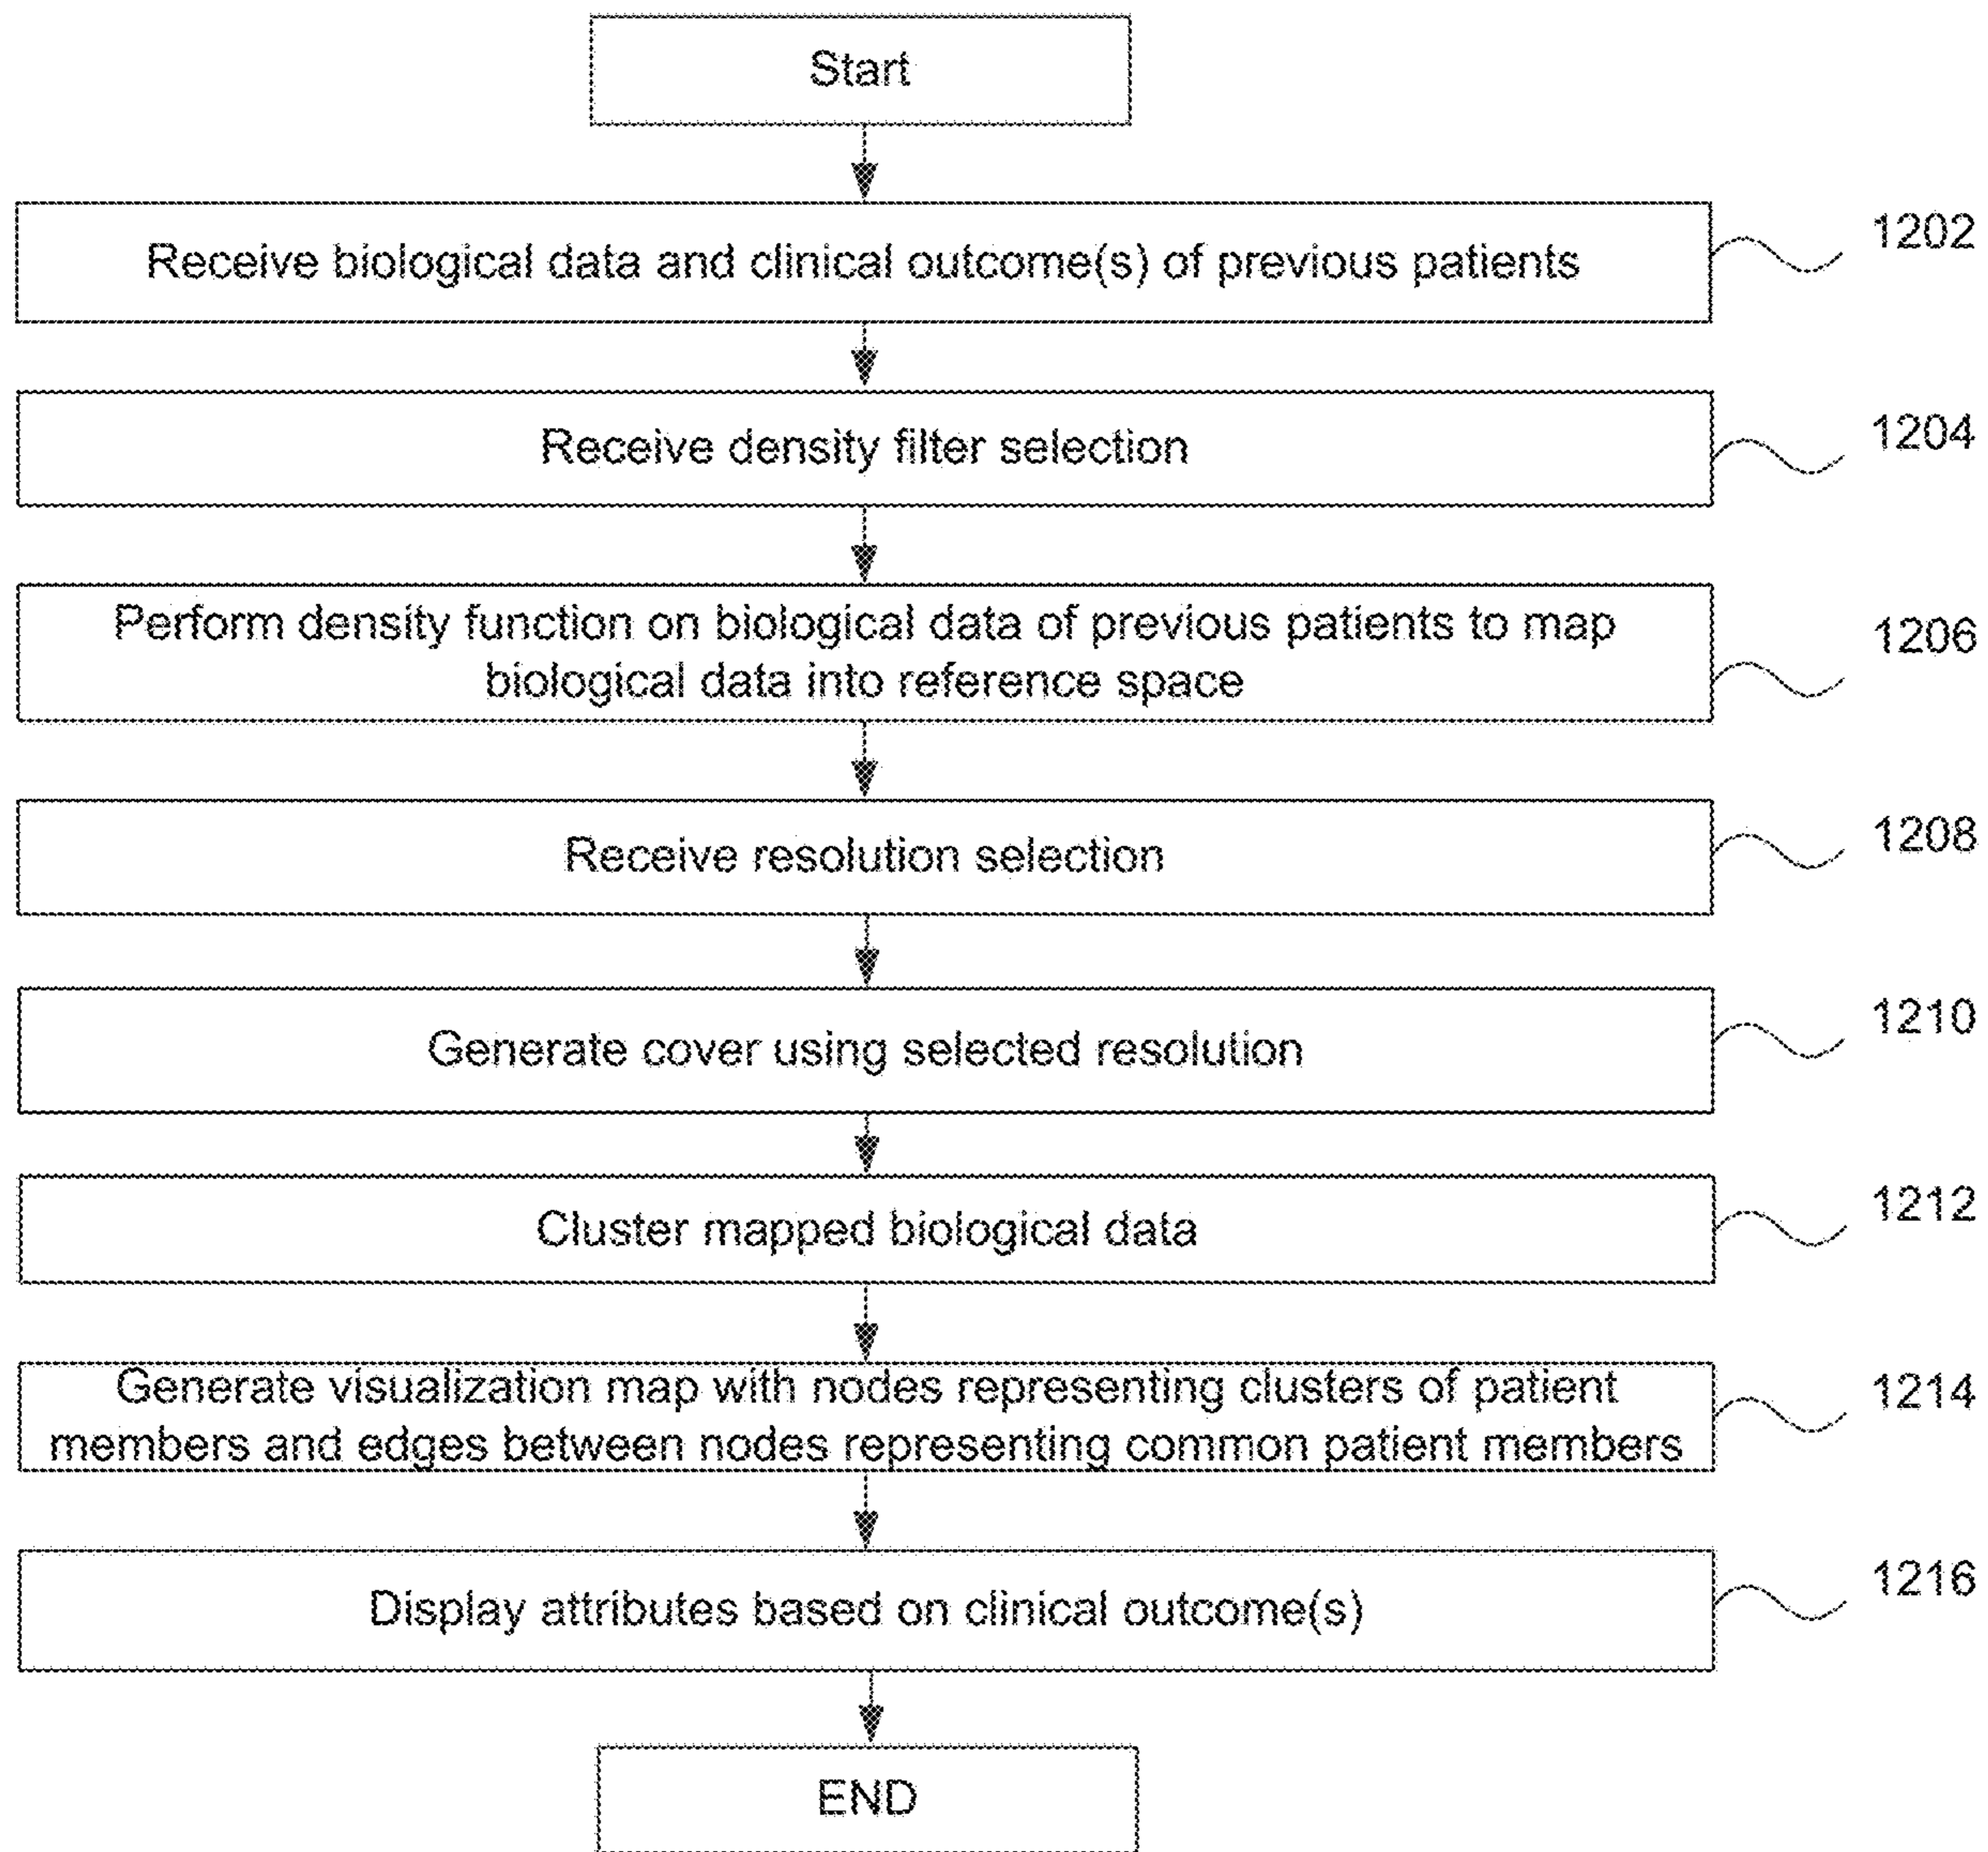 Start
Receive biological data and clinical outcome(s) of previous patients
1202
Receive density filter selection
1204
Perform density function on biological data of previous patients to map
biological data into reference space
1206
Receive resolution selection
1208
Generate cover using selected resolution
1210
Cluster mapped biological data
1212
Generate visualization map with nodes representing clusters of patient
members and edges between nodes representing common patient members
1214
Display attributes based on clinical outcome(s)
1216
END